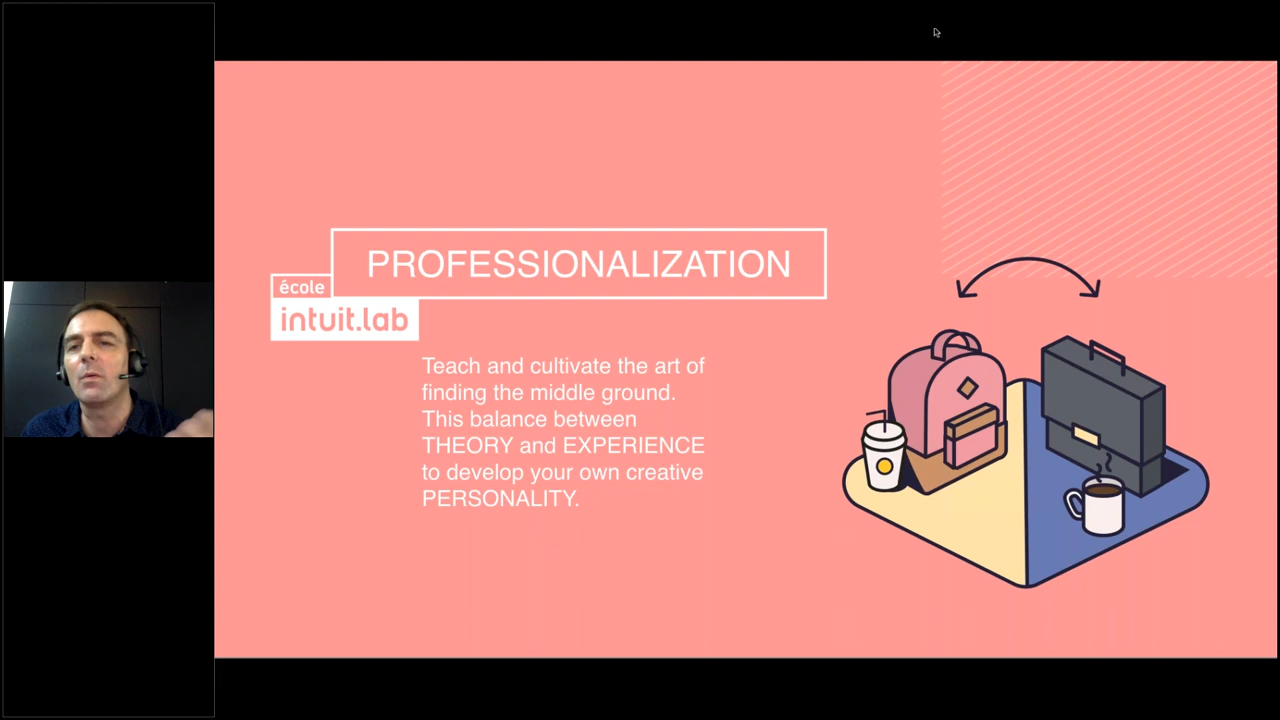 PROFESSIONALIZATION
école
intuit.lab
Teach and cultivate the art of
finding the middle ground.
This balance between
THEORY and EXPERIENCE
to develop your own creative
PERSONALITY.